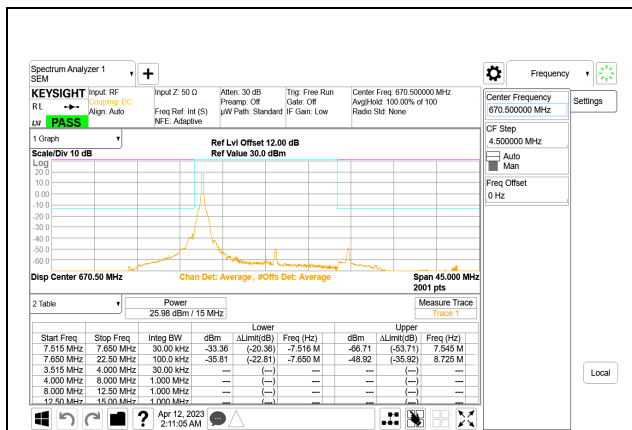 Spectrum Analyzer 1
SEM
Frequency
KEYSIGHT Input: RF Input Z: 50 Ω Atten: 30 dB Trig: Free Run Center Freq: 670.500000 MHz
Coupling: DC Preamp: Off Gate: Off Avg|Hold: 100.00% of 100
R L Align: Auto Freq Ref: Int (S) µW Path: Standard IF Gain: Low Radio Std: None
NFE: Adaptive
LXI PASS
Center Frequency
670.500000 MHz
Settings
CF Step
4.500000 MHz
Auto
Man
Freq Offset
0 Hz
Local
1 Graph
Ref Lvl Offset 12.00 dB
Scale/Div 10 dB Ref Value 30.0 dBm
Log
20.0
10.0
0.00
-10.0
-20.0
-30.0
-40.0
-50.0
-60.0
Disp Center 670.50 MHz Chan Det: Average, #Offs Det: Average Span 45.000 MHz
2001 pts
2 Table Power Measure Trace
25.98 dBm / 15 MHz Trace 1
Lower Upper
Start Freq Stop Freq Integ BW dBm ΔLimit(dB) Freq (Hz) dBm ΔLimit(dB) Freq (Hz)
7.515 MHz 7.650 MHz 30.00 kHz -33.36 (-20.36) -7.516 M -66.71 (-53.71) 7.545 M
7.650 MHz 22.50 MHz 100.0 kHz -35.81 (-22.81) -7.650 M -48.92 (-35.92) 8.725 M
3.515 MHz 4.000 MHz 30.00 kHz --- (---) --- --- (---) ---
4.000 MHz 8.000 MHz 1.000 MHz --- (---) --- --- (---) ---
8.000 MHz 12.50 MHz 1.000 MHz --- (---) --- --- (---) ---
12.50 MHz 15.00 MHz 1.000 MHz --- (---) --- --- (---) ---
Apr 12, 2023
2:11:05 AM